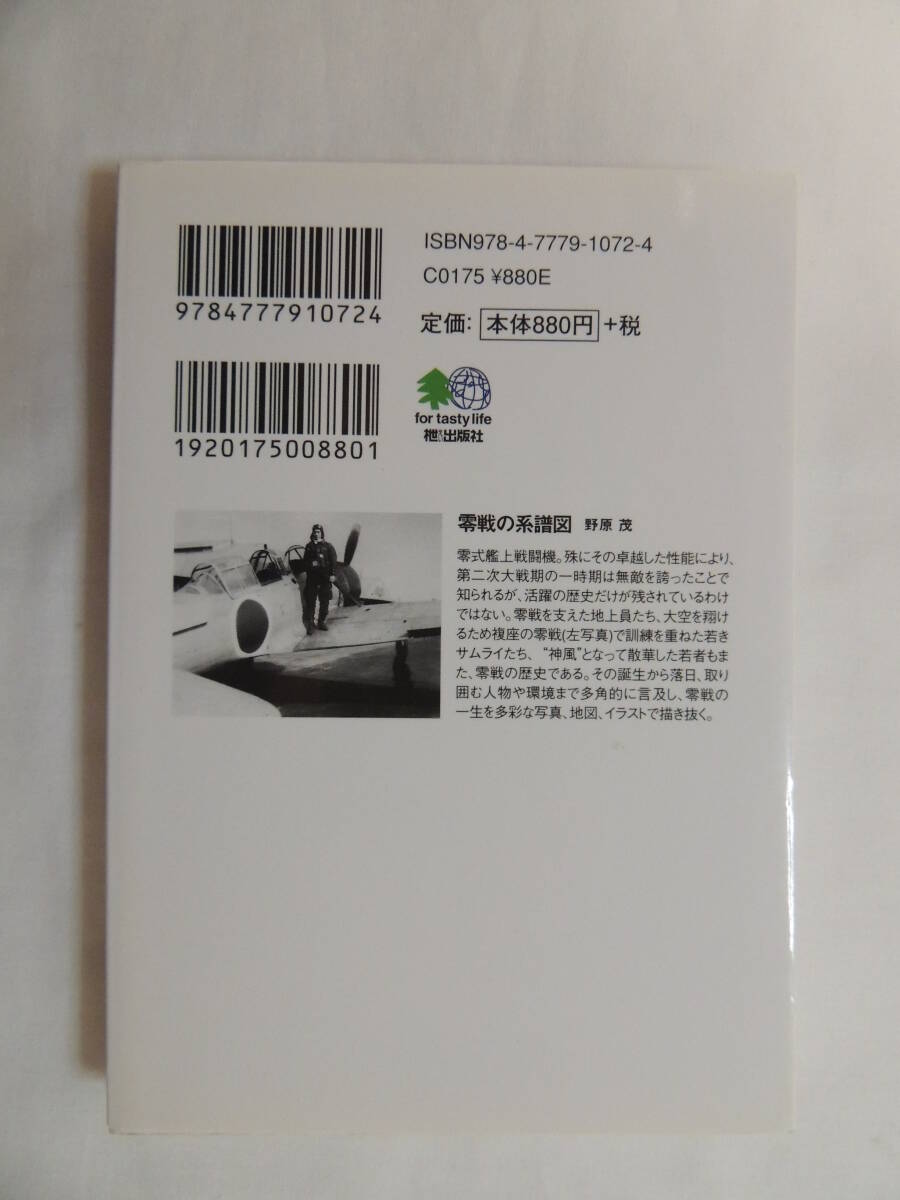 ISBN978-4-7779-1072-4
C0175 ¥880E
9784777910724
定価：本体880円+税
1920175008801
for tasty life
枻出版社
零戦の系譜図 野原 茂
零式艦上戦闘機。殊にその卓越した性能により、
第二次大戦期の一時期は無敵を誇ったことで
知られるが、活躍の歴史だけが残されているわけ
ではない。零戦を支えた地上員たち、大空を翔け
るため複座の零戦(左写真)で訓練を重ねた若き
サムライたち、“神風”となって散華した若者もま
た、零戦の歴史である。その誕生から落日、取り
囲む人物や環境まで多角的に言及し、零戦の
一生を多彩な写真、地図、イラストで描き抜く。